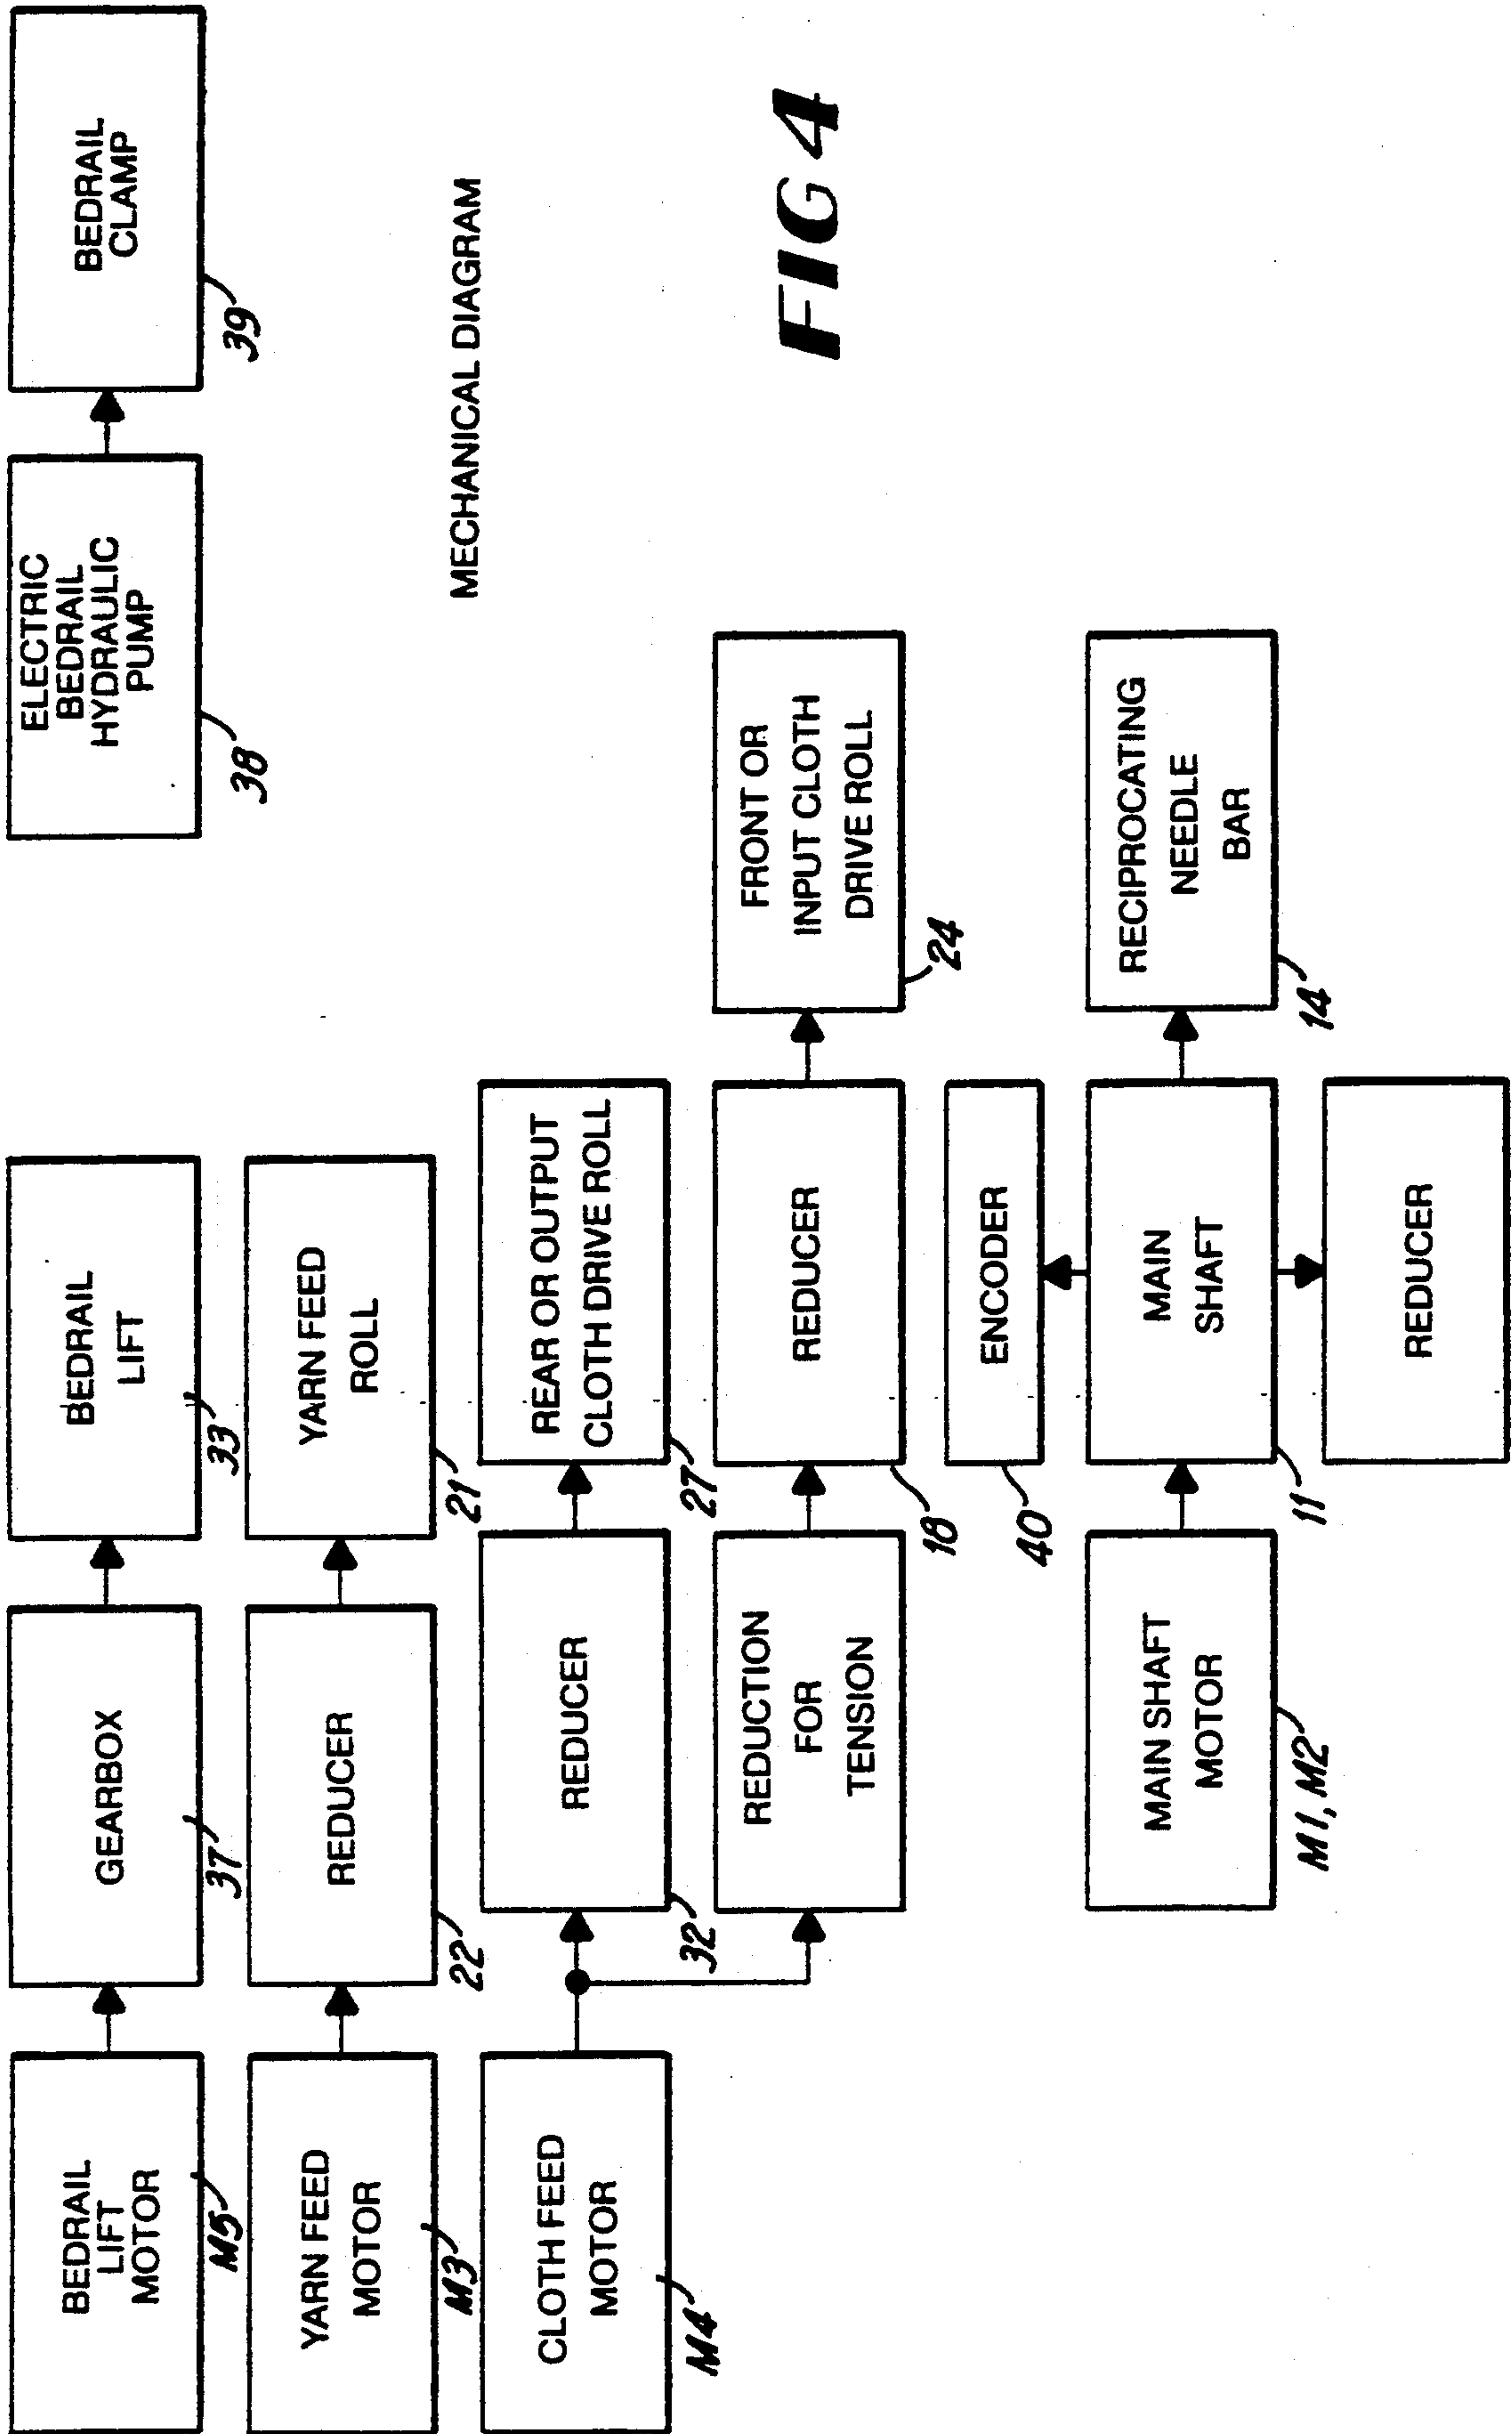 BEDRAIL
LIFT
MOTOR
M5
GEARBOX
37
BEDRAIL
LIFT
33
ELECTRIC
BEDRAIL
HYDRAULIC
PUMP
38
BEDRAIL
CLAMP
39
YARN FEED
MOTOR
M3
REDUCER
22
YARN FEED
ROLL
21
MECHANICAL DIAGRAM
CLOTH FEED
MOTOR
M4
REDUCER
32
REAR OR OUTPUT
CLOTH DRIVE ROLL
27
REDUCTION
FOR
TENSION
REDUCER
18
FRONT OR
INPUT CLOTH
DRIVE ROLL
24
FIG 4
ENCODER
40
MAIN SHAFT
MOTOR
M1, M2
MAIN
SHAFT
11
RECIPROCATING
NEEDLE
BAR
14
REDUCER